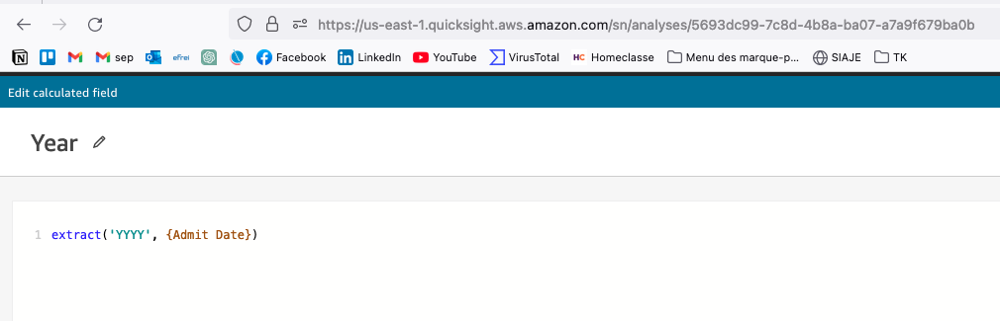 https://us-east-1.quicksight.aws.amazon.com/sn/analyses/5693dc99-7c8d-4b8a-ba07-a7a9f679ba0b
sep efrei Facebook LinkedIn YouTube VirusTotal HC Homeclasse Menu des marque-p... SIAJE TK
Edit calculated field
Year
1 extract('YYYY', {Admit Date})